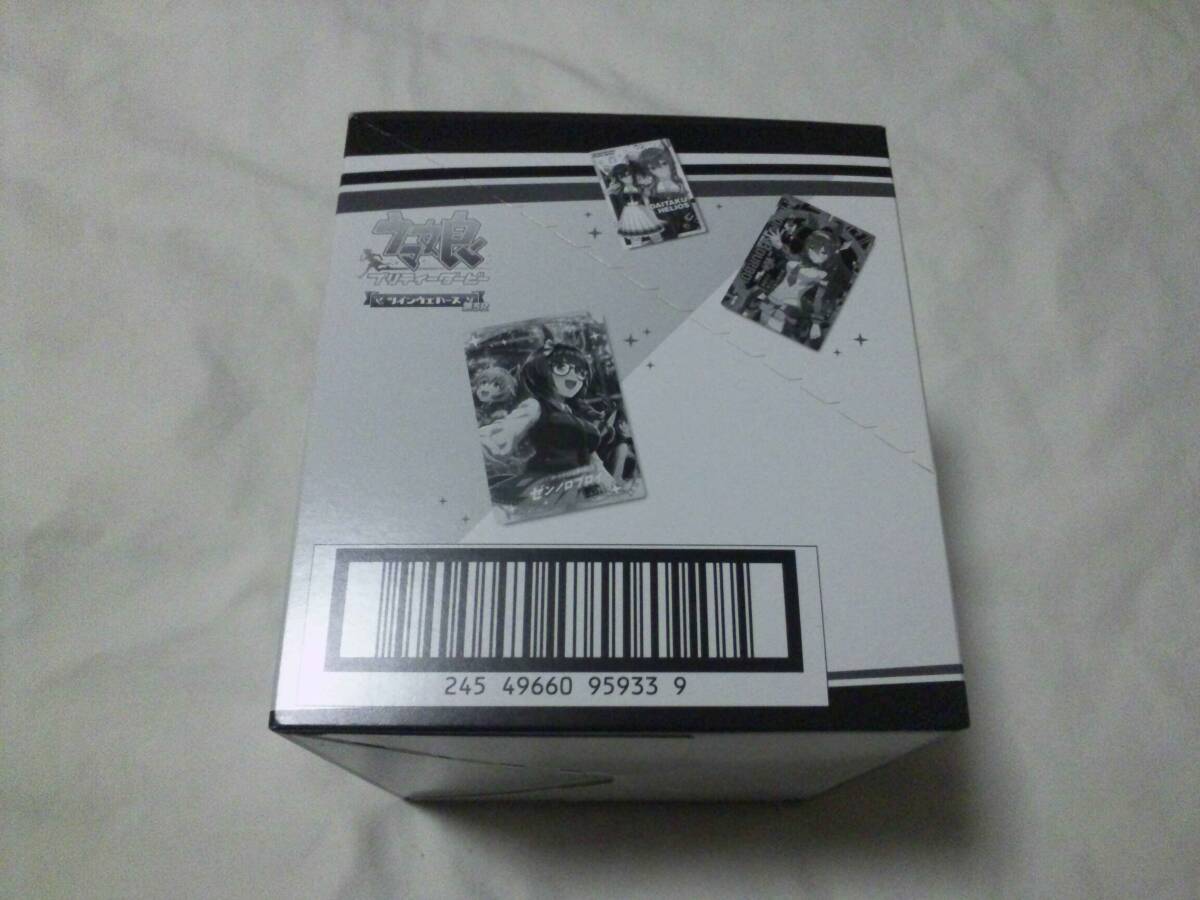 ウマ娘
プリティーダービー
ツインウエハース
DAITAKU
HELIOS
ゼンノロブロイ
245 49660 95933 9